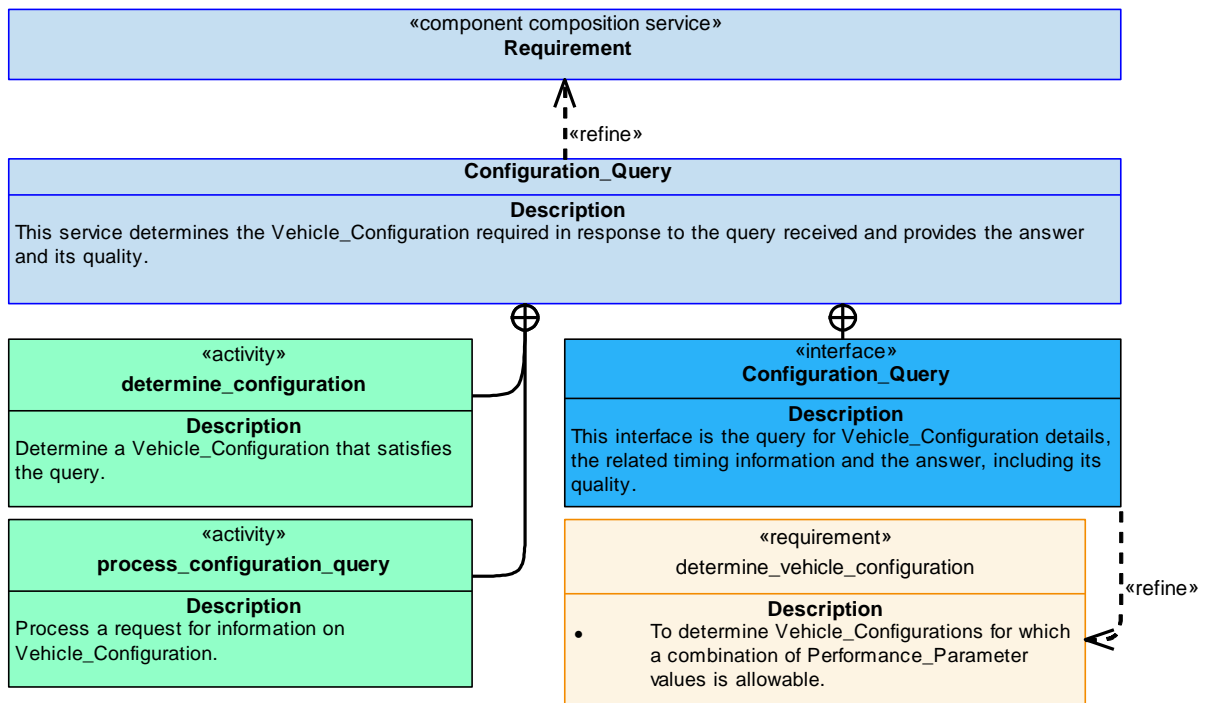 «component composition service»
Requirement
«refine»
Configuration_Query
Description
This service determines the Vehicle_Configuration required in response to the query received and provides the answer
and its quality.
«activity»
determine_configuration
Description
Determine a Vehicle_Configuration that satisfies
the query.
«interface»
Configuration_Query
Description
This interface is the query for Vehicle_Configuration details,
the related timing information and the answer, including its
quality.
«activity»
process_configuration_query
Description
Process a request for information on
Vehicle_Configuration.
«requirement»
determine_vehicle_configuration
Description
• To determine Vehicle_Configurations for which
a combination of Performance_Parameter
values is allowable.
«refine»